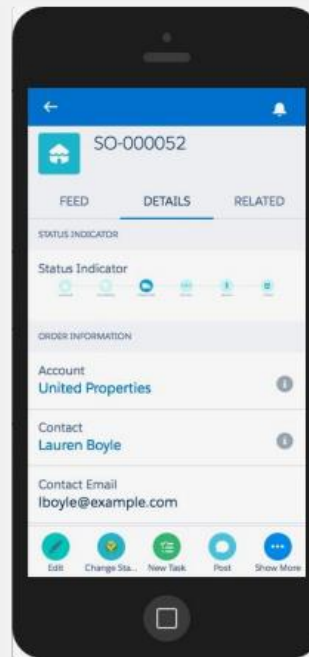 SO-000052
FEED DETAILS RELATED
STATUS INDICATOR
Status Indicator
ORDER INFORMATION
Account
United Properties
Contact
Lauren Boyle
Contact Email
lboyle@example.com
Edit Change Sta... New Task Post Show More